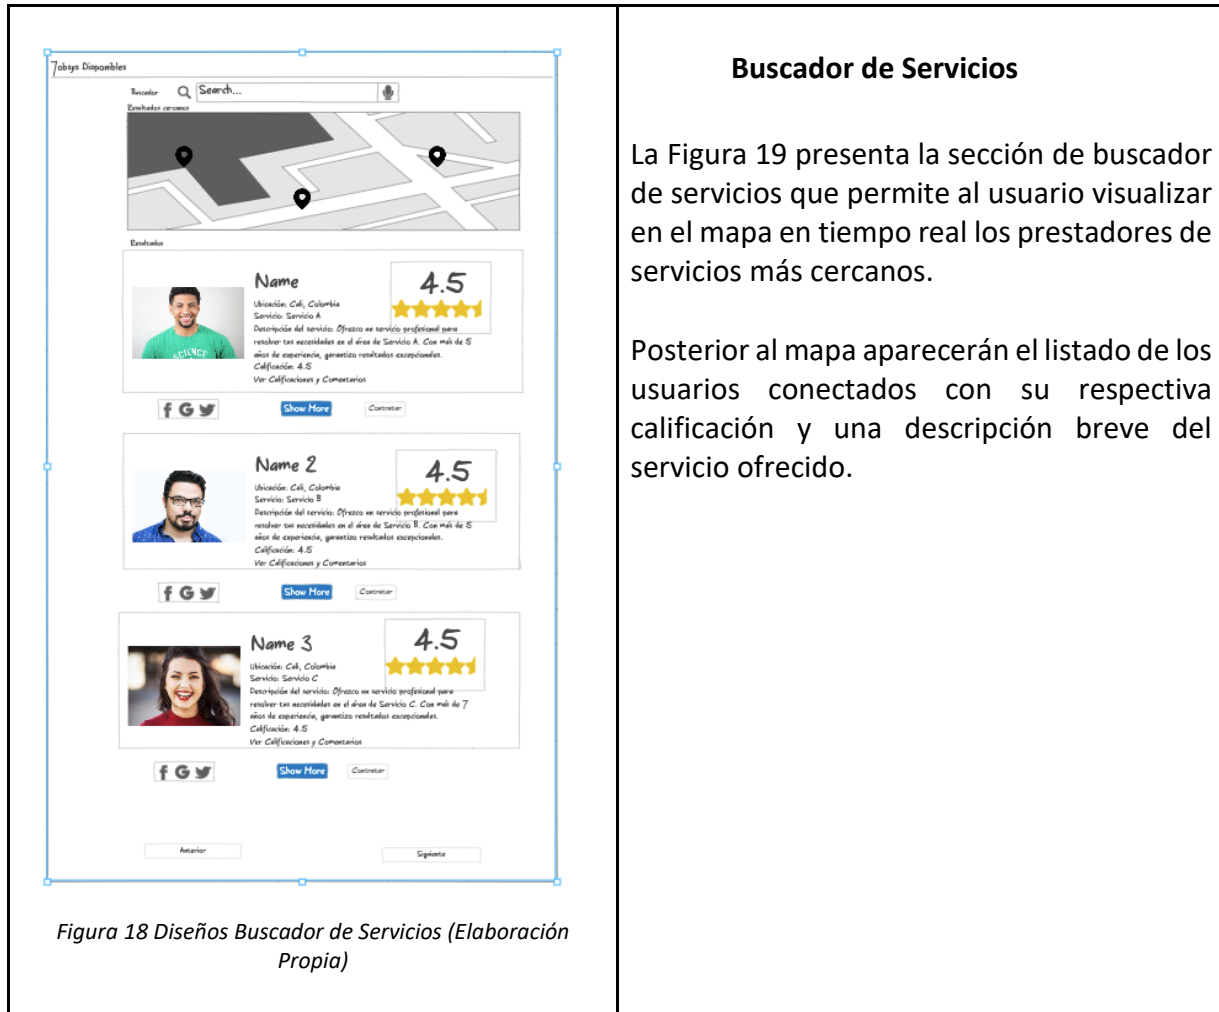 7obsys Disponibles
Buscador
Search...
Resultados cercanos
Resultados
Name
4.5
Ubicación: Cali, Colombia
Servicio: Servicio A
Descripción del servicio: Ofrezco un servicio profesional para
resolver tus necesidades en el área de Servicio A. Con más de 5
años de experiencia, garantizo resultados excepcionales.
Calificación: 4.5
Ver Calificaciones y Comentarios
SCIENCE
f G
Show More
Contratar
Name 2
4.5
Ubicación: Cali, Colombia
Servicio: Servicio B
Descripción del servicio: Ofrezco un servicio profesional para
resolver tus necesidades en el área de Servicio B. Con más de 5
años de experiencia, garantizo resultados excepcionales.
Calificación: 4.5
Ver Calificaciones y Comentarios
f G
Show More
Contratar
Name 3
4.5
Ubicación: Cali, Colombia
Servicio: Servicio C
Descripción del servicio: Ofrezco un servicio profesional para
resolver tus necesidades en el área de Servicio C. Con más de 7
años de experiencia, garantizo resultados excepcionales.
Calificación: 4.5
Ver Calificaciones y Comentarios
f G
Show More
Contratar
Anterior
Siguiente
Figura 18 Diseños Buscador de Servicios (Elaboración
Propia)
Buscador de Servicios
La Figura 19 presenta la sección de buscador
de servicios que permite al usuario visualizar
en el mapa en tiempo real los prestadores de
servicios más cercanos.
Posterior al mapa aparecerán el listado de los
usuarios conectados con su respectiva
calificación y una descripción breve del
servicio ofrecido.